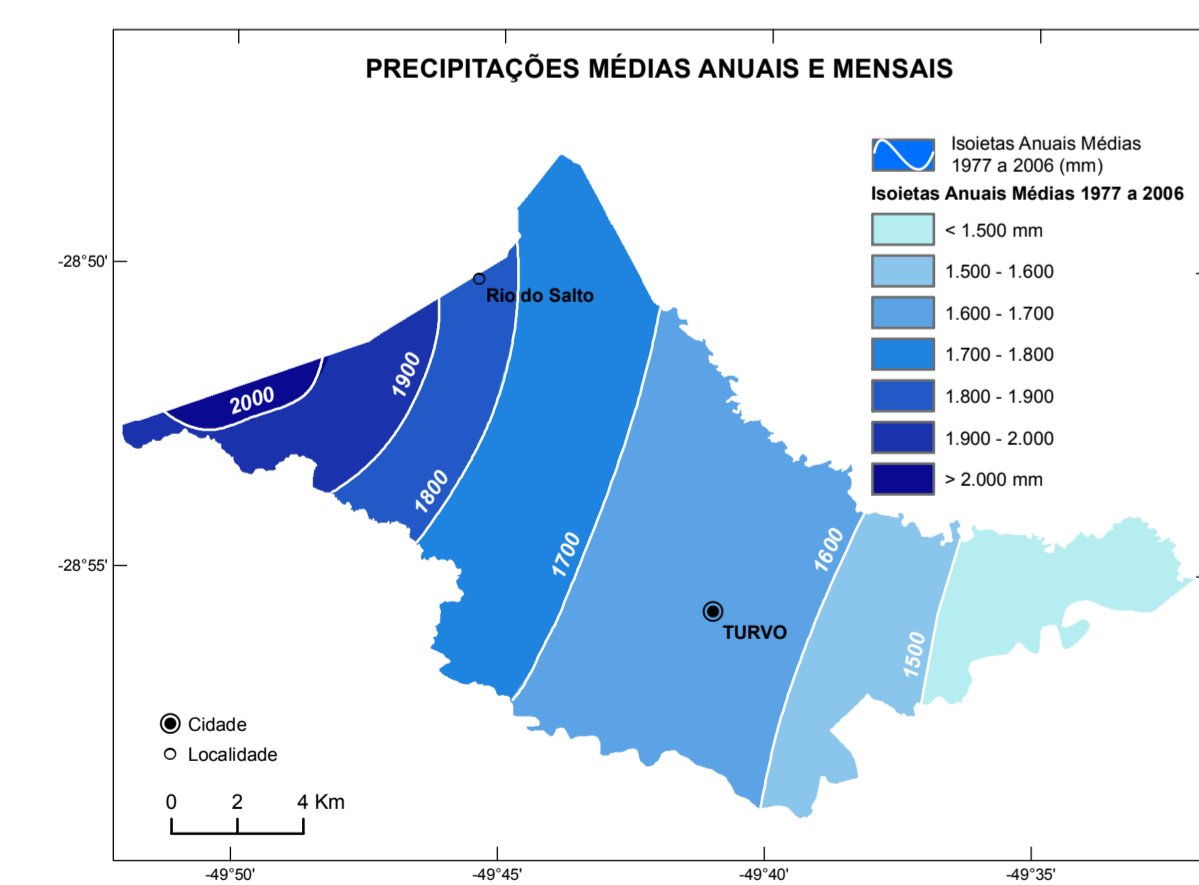 PRECIPITAÇÕES MÉDIAS ANUAIS E MENSAIS
Isoietas Anuais Médias
1977 a 2006 (mm)
Isoietas Anuais Médias 1977 a 2006
< 1.500 mm
1.500 - 1.600
1.600 - 1.700
1.700 - 1.800
1.800 - 1.900
1.900 - 2.000
> 2.000 mm
-28°50'
Rio do Salto
2000
1900
1800
1700
1600
1500
-28°55'
TURVO
Cidade
Localidade
0 2 4 Km
-49°50' -49°45' -49°40' -49°35'